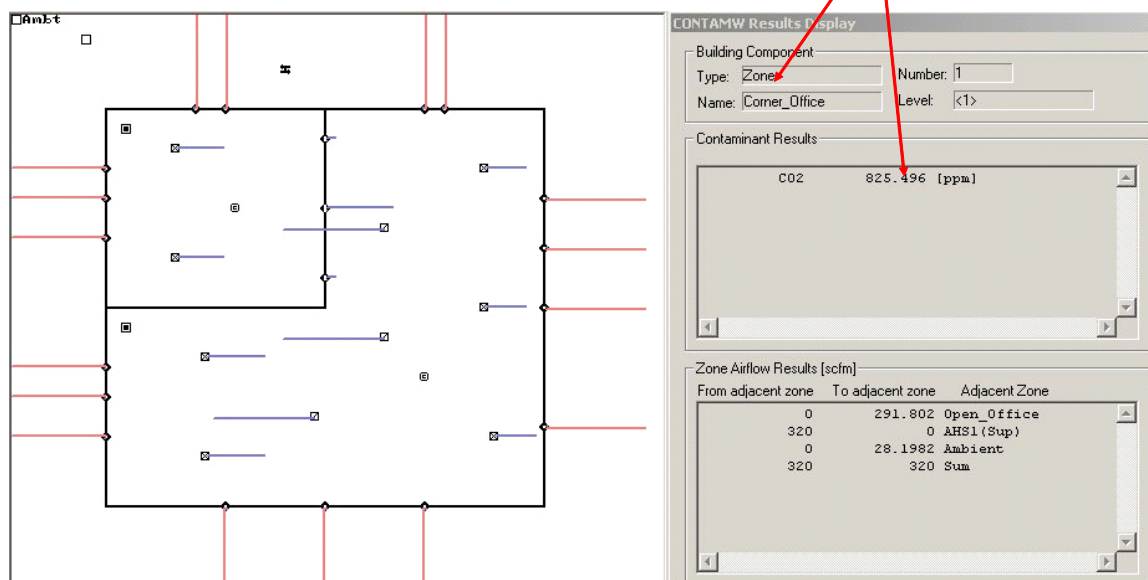 Ambt
CONTAMW Results Display
Building Component
Type: Zone Number: 1
Name: Corner_Office Level: <1>
Contaminant Results
CO2 825.496 [ppm]
Zone Airflow Results [scfm]
From adjacent zone To adjacent zone Adjacent Zone
0 291.802 Open_Office
320 0 AHS1(Sup)
0 28.1982 Ambient
320 320 Sum